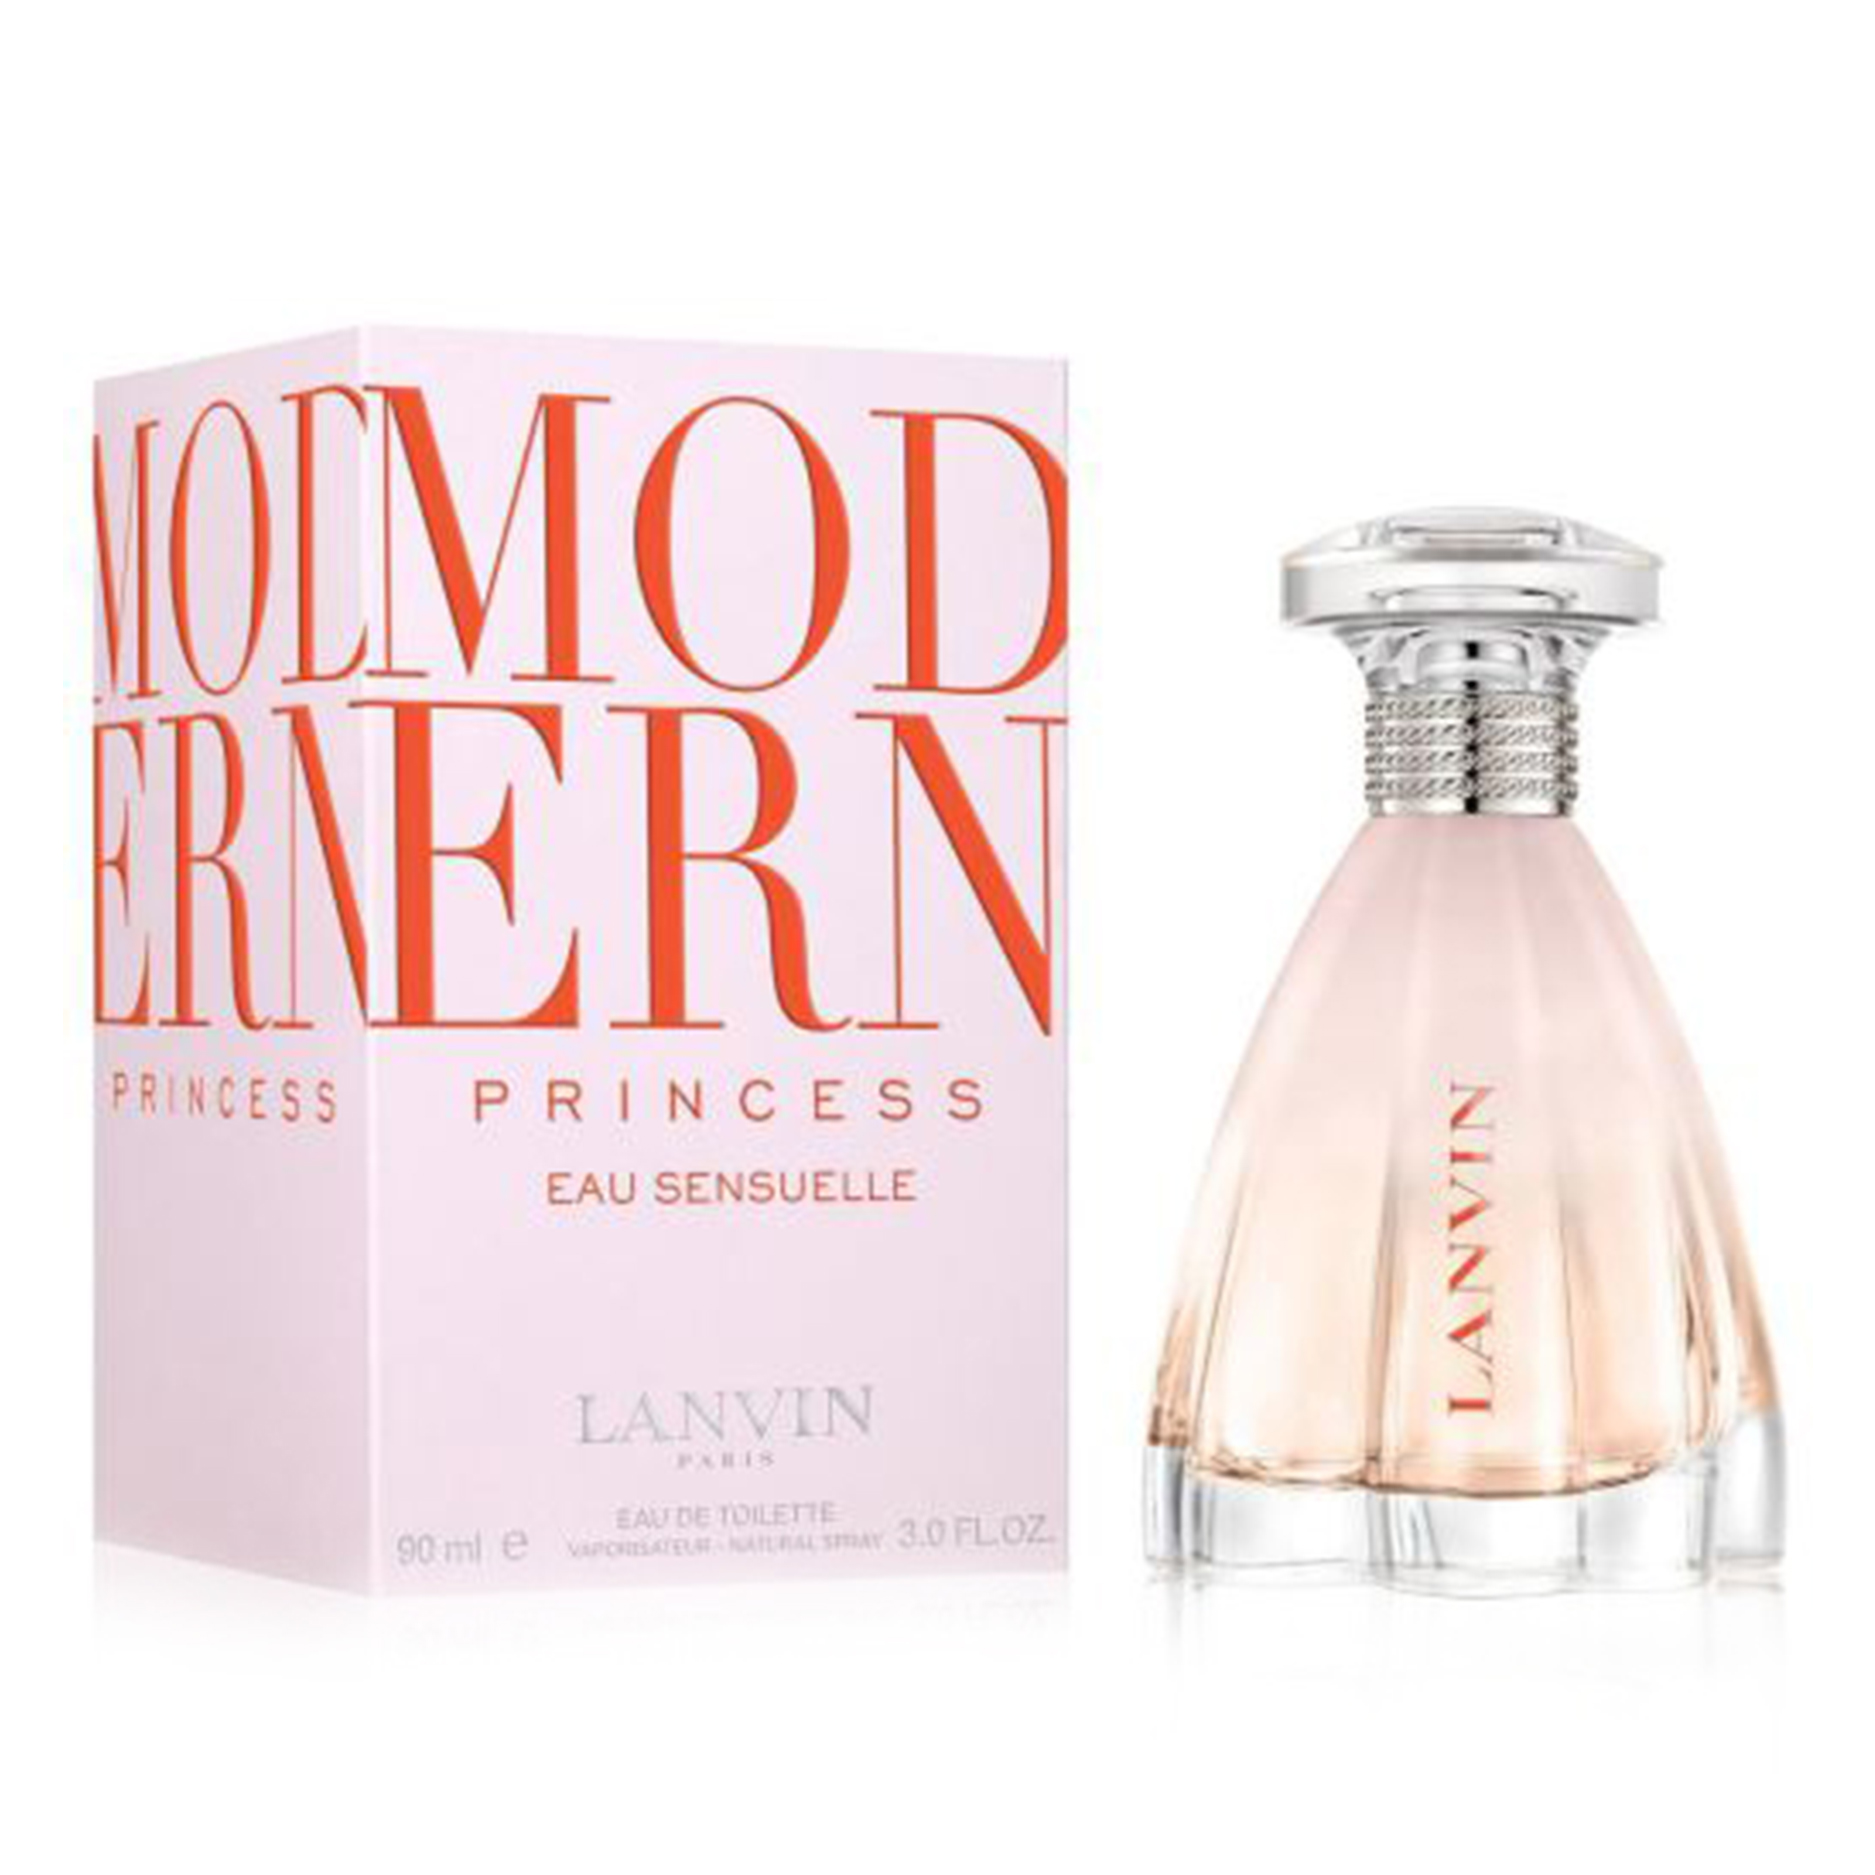 MOD
ERN
PRINCESS
MOD
ERN
PRINCESS
EAU SENSUELLE
LANVIN
PARIS
EAU DE TOILETTE
90 ml e VAPORISATEUR - NATURAL SPRAY 3.0 FL.OZ.
LANVIN